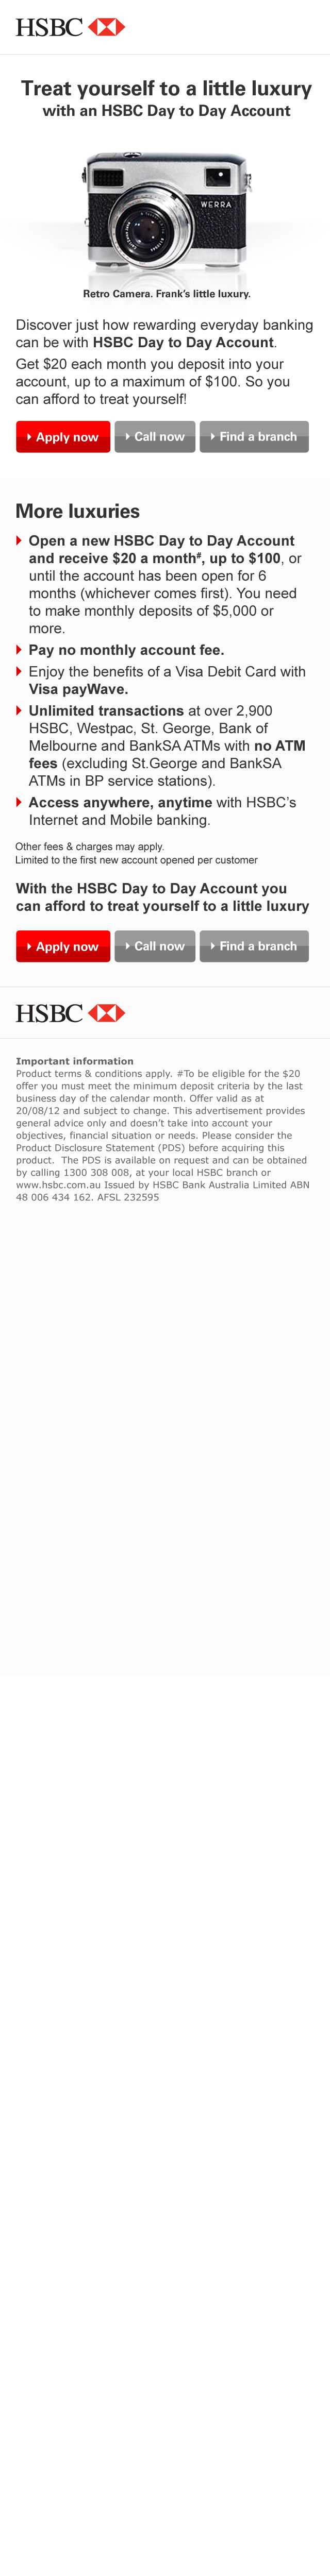 HSBC
Treat yourself to a little luxury
with an HSBC Day to Day Account
WERRA
Retro Camera. Frank's little luxury.
Discover just how rewarding everyday banking
can be with HSBC Day to Day Account.
Get $20 each month you deposit into your
account, up to a maximum of $100. So you
can afford to treat yourself!
Apply now
Call now
Find a branch
More luxuries
Open a new HSBC Day to Day Account
and receive $20 a month#, up to $100, or
until the account has been open for 6
months (whichever comes first). You need
to make monthly deposits of $5,000 or
more.
Pay no monthly account fee.
Enjoy the benefits of a Visa Debit Card with
Visa payWave.
Unlimited transactions at over 2,900
HSBC, Westpac, St. George, Bank of
Melbourne and BankSA ATMs with no ATM
fees (excluding St.George and BankSA
ATMs in BP service stations).
Access anywhere, anytime with HSBC's
Internet and Mobile banking.
Other fees & charges may apply.
Limited to the first new account opened per customer
With the HSBC Day to Day Account you
can afford to treat yourself to a little luxury
Apply now
Call now
Find a branch
HSBC
Important information
Product terms & conditions apply. #To be eligible for the $20
offer you must meet the minimum deposit criteria by the last
business day of the calendar month. Offer valid as at
20/08/12 and subject to change. This advertisement provides
general advice only and doesn't take into account your
objectives, financial situation or needs. Please consider the
Product Disclosure Statement (PDS) before acquiring this
product. The PDS is available on request and can be obtained
by calling 1300 308 008, at your local HSBC branch or
www.hsbc.com.au Issued by HSBC Bank Australia Limited ABN
48 006 434 162. AFSL 232595